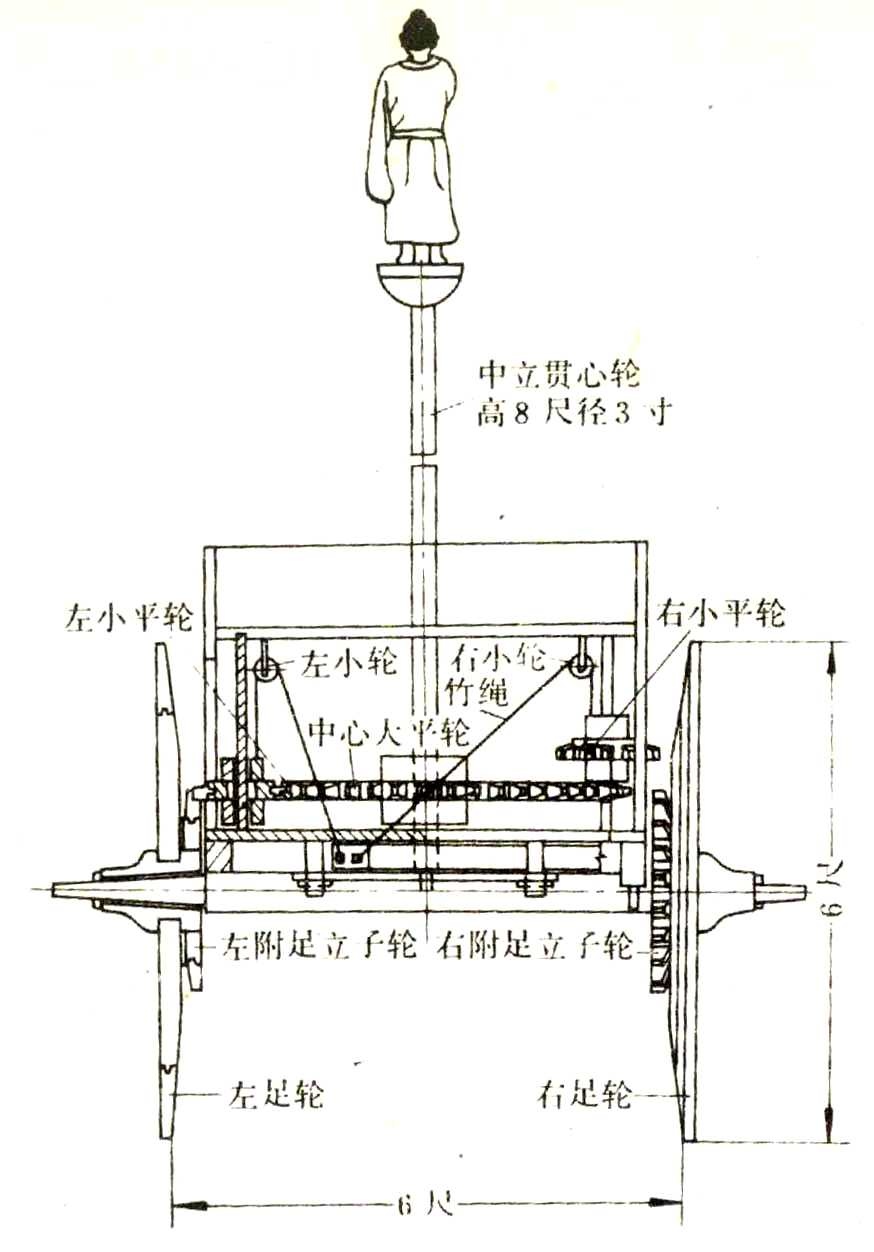 中立贯心轮
高8尺径3寸
左小平轮
右小平轮
左小轮
右小轮
竹绳
中心大平轮
6尺
左附足立子轮
右附足立子轮
左足轮
右足轮
6尺